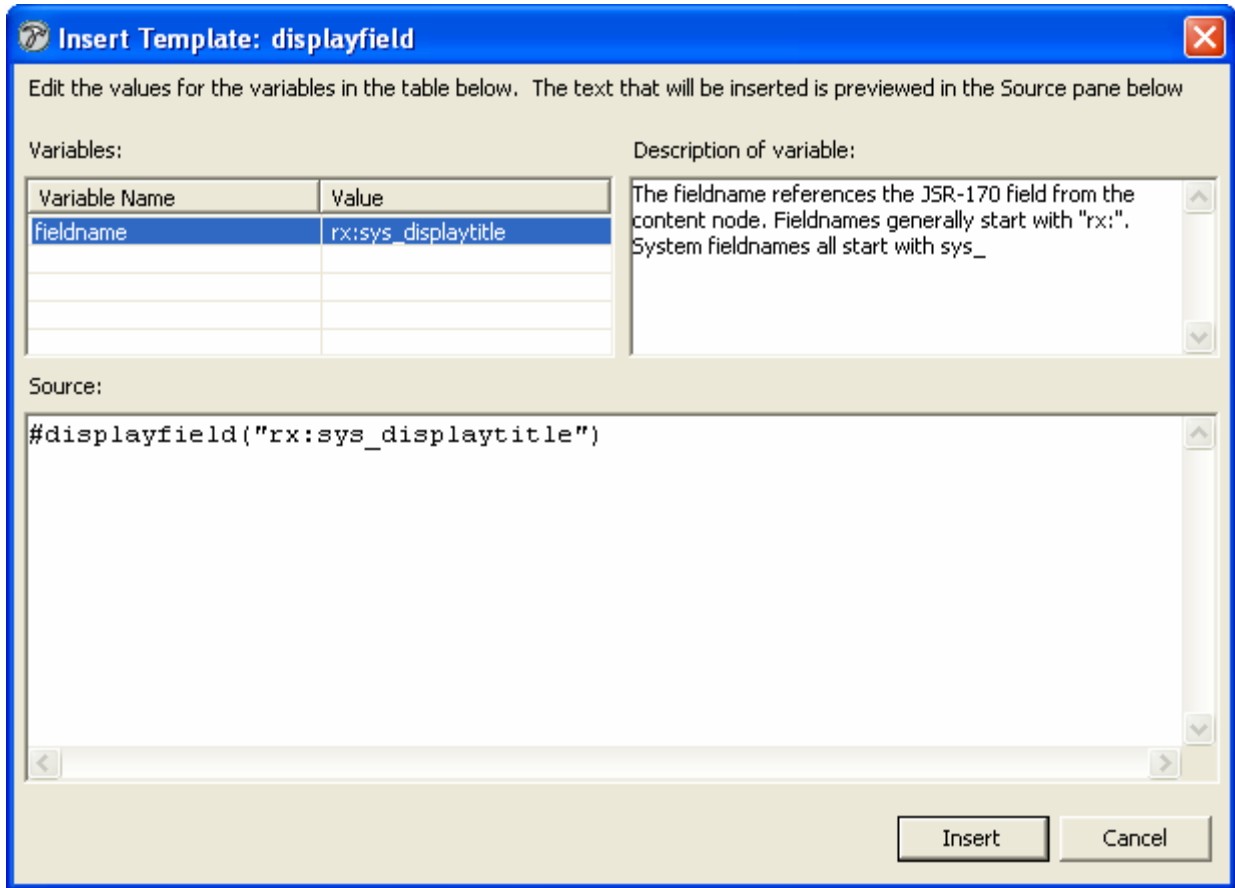 Insert Template: displayfield
Edit the values for the variables in the table below. The text that will be inserted is previewed in the Source pane below
Variables:
Variable Name Value
fieldname rx:sys_displaytitle
Description of variable:
The fieldname references the JSR-170 field from the
content node. Fieldnames generally start with "rx:".
System fieldnames all start with sys_
Source:
#displayfield("rx:sys_displaytitle")
Insert Cancel